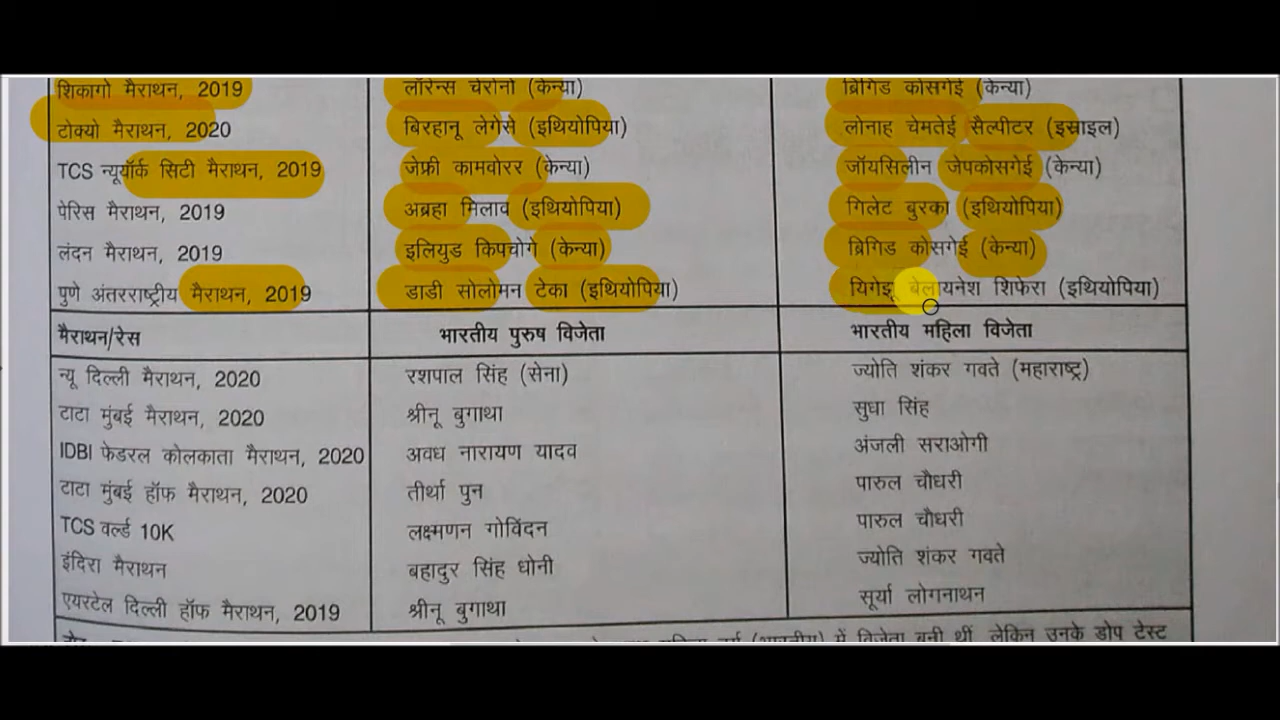 शिकागो मैराथन, 2019 लॉरेन्स चेरोनो (केन्या) ब्रिगिड कोसगेई (केन्या)
टोक्यो मैराथन, 2020 बिरहानू लेगेसे (इथियोपिया) लोनाह चेमतेई सैल्पीटर (इस्राइल)
TCS न्यूयॉर्क सिटी मैराथन, 2019 जेफ्री कामवोरर (केन्या) जॉयसिलीन जेपकोसगेई (केन्या)
पेरिस मैराथन, 2019 अब्रहा मिलाव (इथियोपिया) गिलेट बुरका (इथियोपिया)
लंदन मैराथन, 2019 इलियुड किपचोगे (केन्या) ब्रिगिड कोसगेई (केन्या)
पुणे अंतरराष्ट्रीय मैराथन, 2019 डाडी सोलोमन टेका (इथियोपिया) यिगेझू बेलायनेश शिफेरा (इथियोपिया)
मैराथन/रेस भारतीय पुरुष विजेता भारतीय महिला विजेता
न्यू दिल्ली मैराथन, 2020 रशपाल सिंह (सेना) ज्योति शंकर गवते (महाराष्ट्र)
टाटा मुंबई मैराथन, 2020 श्रीनू बुगाथा सुधा सिंह
IDBI फेडरल कोलकाता मैराथन, 2020 अवध नारायण यादव अंजली सराओगी
टाटा मुंबई हॉफ मैराथन, 2020 तीर्था पुन पारुल चौधरी
TCS वर्ल्ड 10K लक्ष्मणन गोविंदन पारुल चौधरी
इंदिरा मैराथन बहादुर सिंह धोनी ज्योति शंकर गवते
एयरटेल दिल्ली हॉफ मैराथन, 2019 श्रीनू बुगाथा सूर्या लोगनाथन
(भारतीय) में विजेता बनी थीं, लेकिन उनके डोप टेस्ट